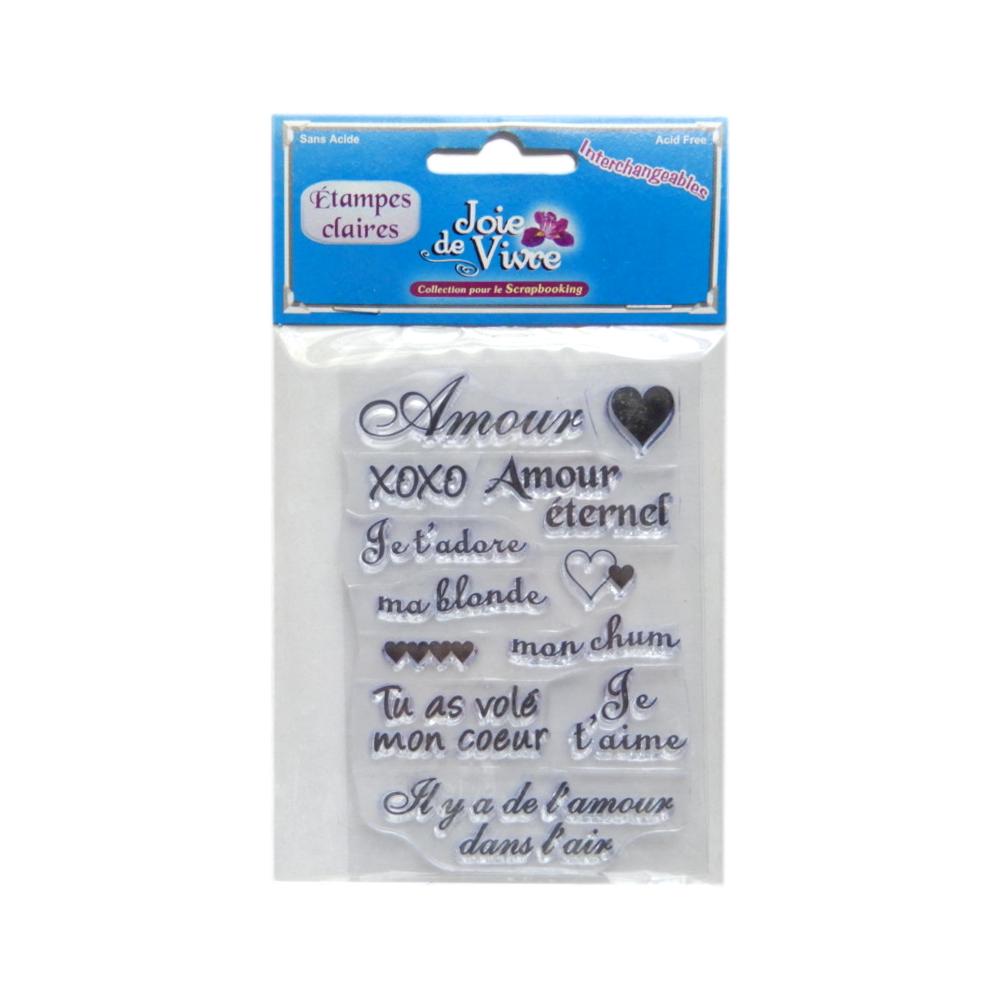 Sans Acide
Acid Free
Interchangeables
Étampes
claires
Joie
de Vivre
Collection pour le Scrapbooking
Amour
XOXO
Amour
éternel
Je t'adore
ma blonde
mon chum
Tu as volé
mon coeur
Je
t'aime
Il y a de l'amour
dans l'air